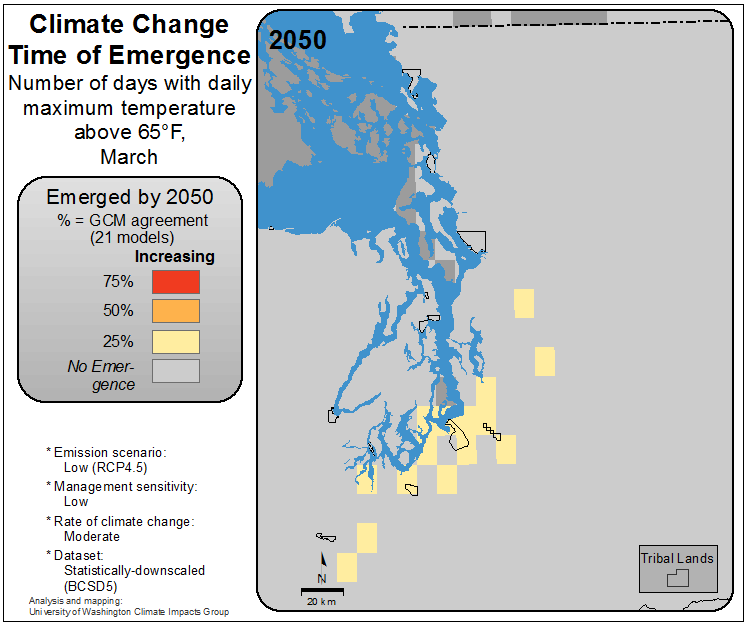 Climate Change
Time of Emergence
Number of days with daily
maximum temperature
above 65°F,
March
Emerged by 2050
% = GCM agreement
(21 models)
Increasing
75%
50%
25%
No Emer-
gence
* Emission scenario:
Low (RCP4.5)
* Management sensitivity:
Low
* Rate of climate change:
Moderate
* Dataset:
Statistically-downscaled
(BCSD5)
Analysis and mapping:
University of Washington Climate Impacts Group
2050
N
20 km
Tribal Lands